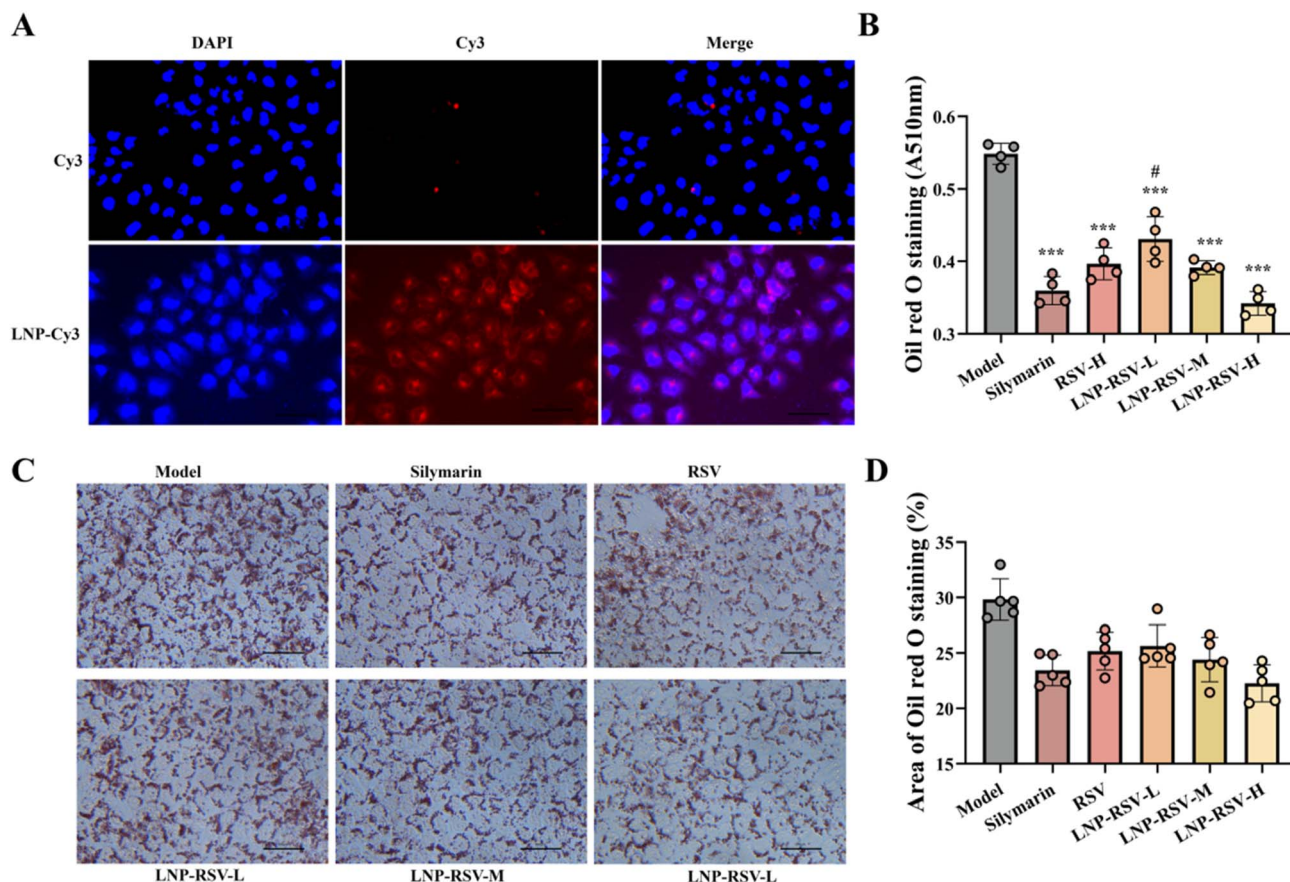 A
DAPI
Cy3
Merge
Cy3
LNP-Cy3
B
Oil red O staining (A510nm)
0.6
0.5
0.4
0.3
***
***
#
***
***
***
Model
Silymarin
RSV-H
LNP-RSV-L
LNP-RSV-M
LNP-RSV-H
C
Model
Silymarin
RSV
LNP-RSV-L
LNP-RSV-M
LNP-RSV-L
D
Area of Oil red O staining (%)
35
30
25
20
15
Model
Silymarin
RSV
LNP-RSV-L
LNP-RSV-M
LNP-RSV-H